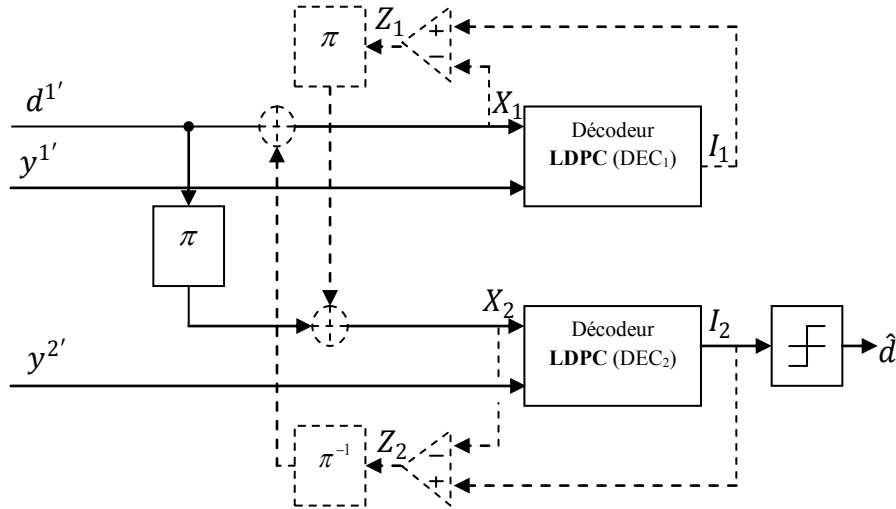 π
Z₁
+
−
d¹′
X₁
Décodeur
LDPC (DEC₁)
I₁
y¹′
π
X₂
Décodeur
LDPC (DEC₂)
I₂
d̂
y²′
π⁻¹
Z₂
−
+